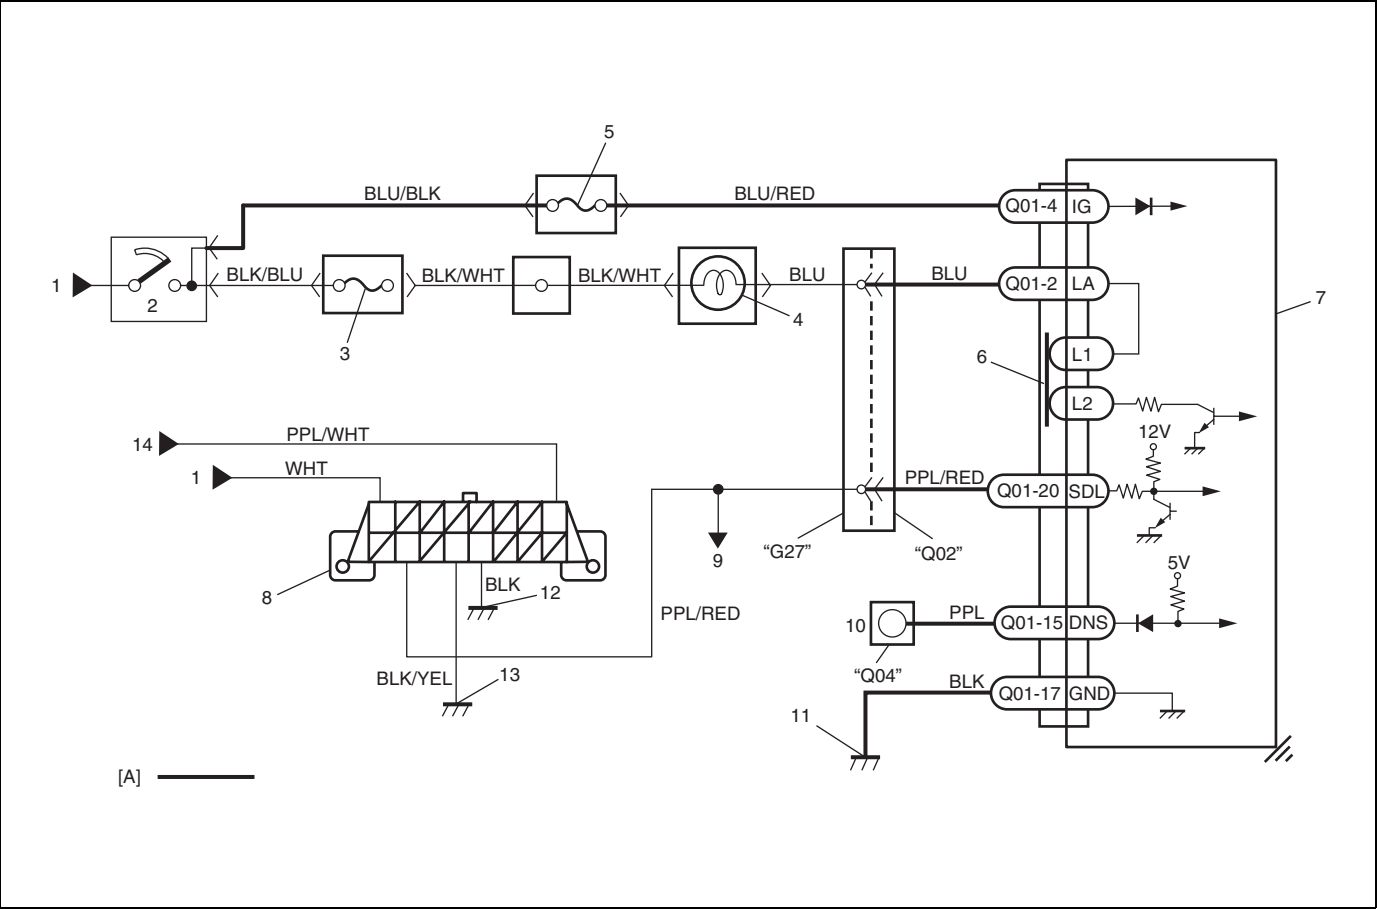 5
BLU/BLK
BLU/RED
Q01-4 IG
1
2
BLK/BLU
3
BLK/WHT
BLK/WHT
4
BLU
BLU
Q01-2 LA
7
6
L1
L2
12V
14
PPL/WHT
1
WHT
PPL/RED
Q01-20 SDL
9
“G27”
“Q02”
8
BLK
12
PPL/RED
5V
10
PPL
Q01-15 DNS
“Q04”
BLK/YEL
13
BLK
Q01-17 GND
11
[A]